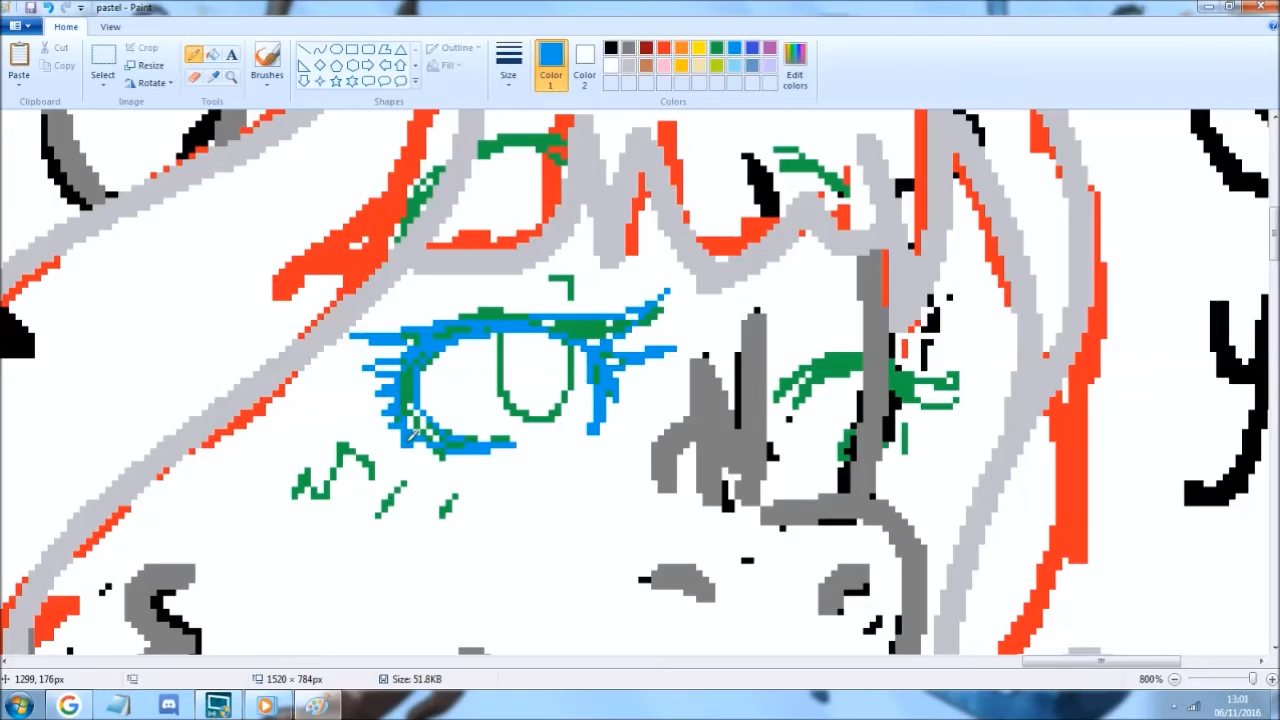 pastel - Paint
Home View
Paste
Cut
Copy
Clipboard
Select
Crop
Resize
Rotate
Image
A
Tools
Brushes
Outline
Fill
Shapes
Size
Color 1
Color 2
Edit colors
Colors
1299, 176px
1520 × 784px
Size: 51.8KB
800%
G
13:01
06/11/2016